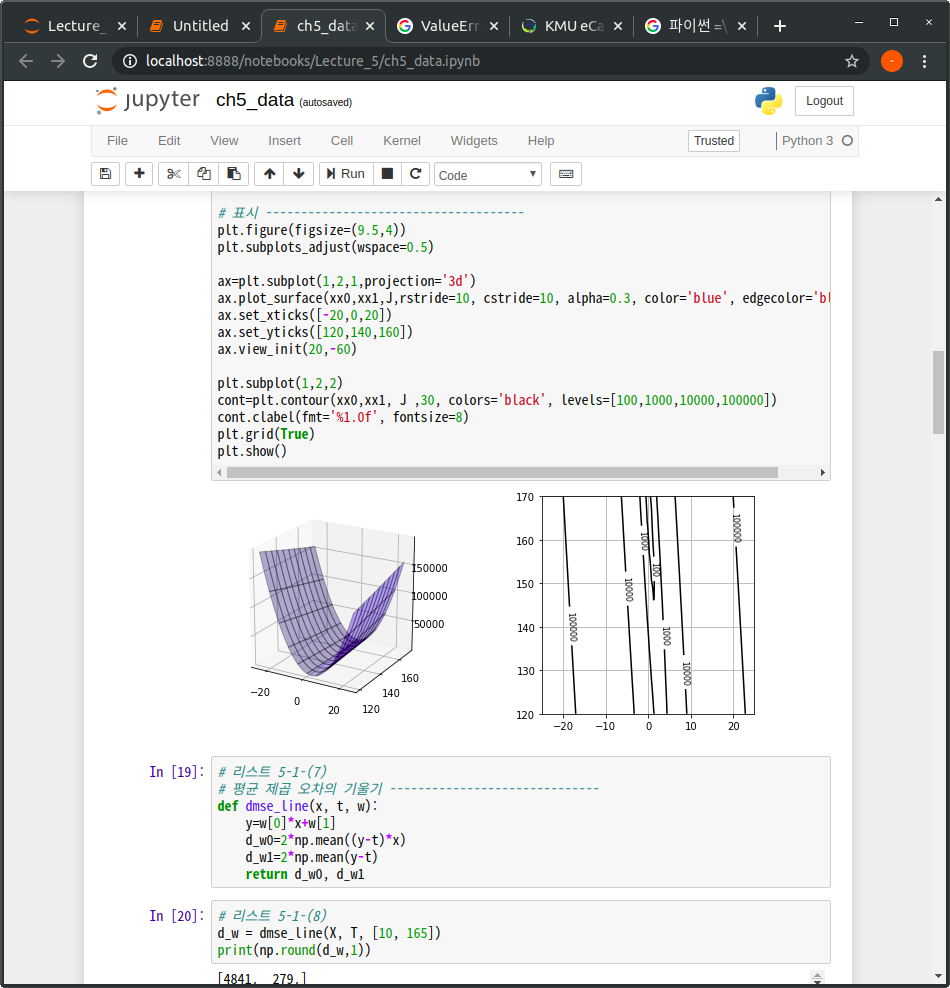 Lecture_
Untitled
ch5_data
ValueErr
KMU eCa
파이썬 =\
localhost:8888/notebooks/Lecture_5/ch5_data.ipynb
jupyter ch5_data (autosaved)
Logout
File Edit View Insert Cell Kernel Widgets Help Trusted Python 3
Run Code
# 표시 -------------------------------------
plt.figure(figsize=(9.5,4))
plt.subplots_adjust(wspace=0.5)
ax=plt.subplot(1,2,1,projection='3d')
ax.plot_surface(xx0,xx1,J,rstride=10, cstride=10, alpha=0.3, color='blue', edgecolor='bl
ax.set_xticks([-20,0,20])
ax.set_yticks([120,140,160])
ax.view_init(20,-60)
plt.subplot(1,2,2)
cont=plt.contour(xx0,xx1, J ,30, colors='black', levels=[100,1000,10000,100000])
cont.clabel(fmt='%1.0f', fontsize=8)
plt.grid(True)
plt.show()
150000
100000
50000
−20
0
20
120
140
160
170
160
150
140
130
120
−20 −10 0 10 20
100000
10000
1000
100
1000
10000
100000
In [19]:
# 리스트 5-1-(7)
# 평균 제곱 오차의 기울기 ------------------------------
def dmse_line(x, t, w):
y=w[0]*x+w[1]
d_w0=2*np.mean((y-t)*x)
d_w1=2*np.mean(y-t)
return d_w0, d_w1
In [20]:
# 리스트 5-1-(8)
d_w = dmse_line(X, T, [10, 165])
print(np.round(d_w,1))
[4841. 279.]